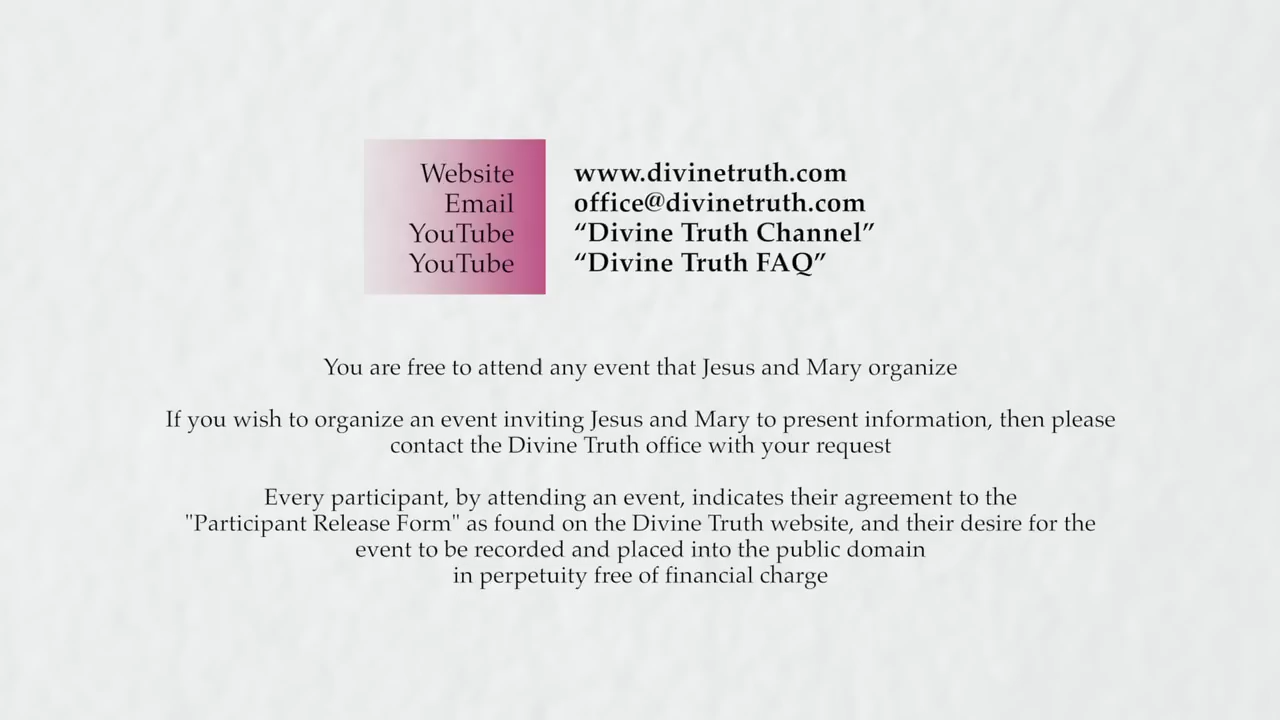 Website www.divinetruth.com
Email office@divinetruth.com
YouTube “Divine Truth Channel”
YouTube “Divine Truth FAQ”
You are free to attend any event that Jesus and Mary organize
If you wish to organize an event inviting Jesus and Mary to present information, then please
contact the Divine Truth office with your request
Every participant, by attending an event, indicates their agreement to the
"Participant Release Form" as found on the Divine Truth website, and their desire for the
event to be recorded and placed into the public domain
in perpetuity free of financial charge